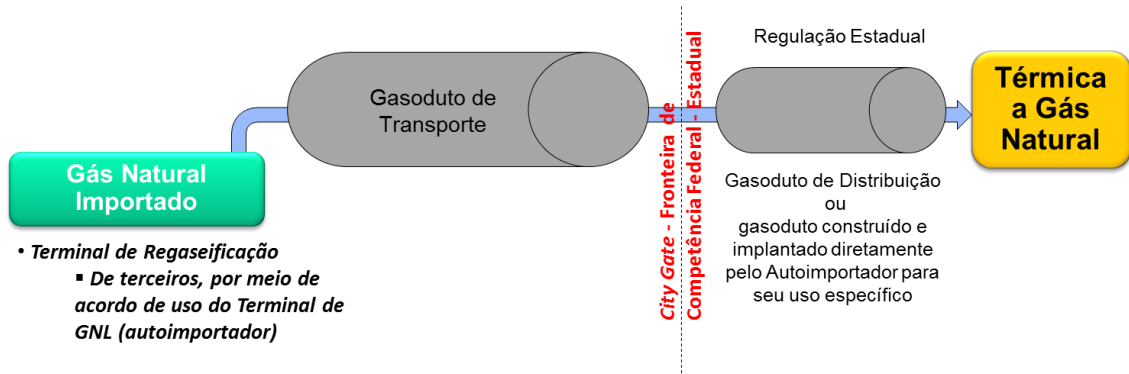 Gás Natural
Importado
• Terminal de Regaseificação
▪ De terceiros, por meio de
acordo de uso do Terminal de
GNL (autoimportador)
Gasoduto de
Transporte
City Gate - Fronteira de
Competência Federal - Estadual
Regulação Estadual
Gasoduto de Distribuição
ou
gasoduto construído e
implantado diretamente
pelo Autoimportador para
seu uso específico
Térmica
a Gás
Natural